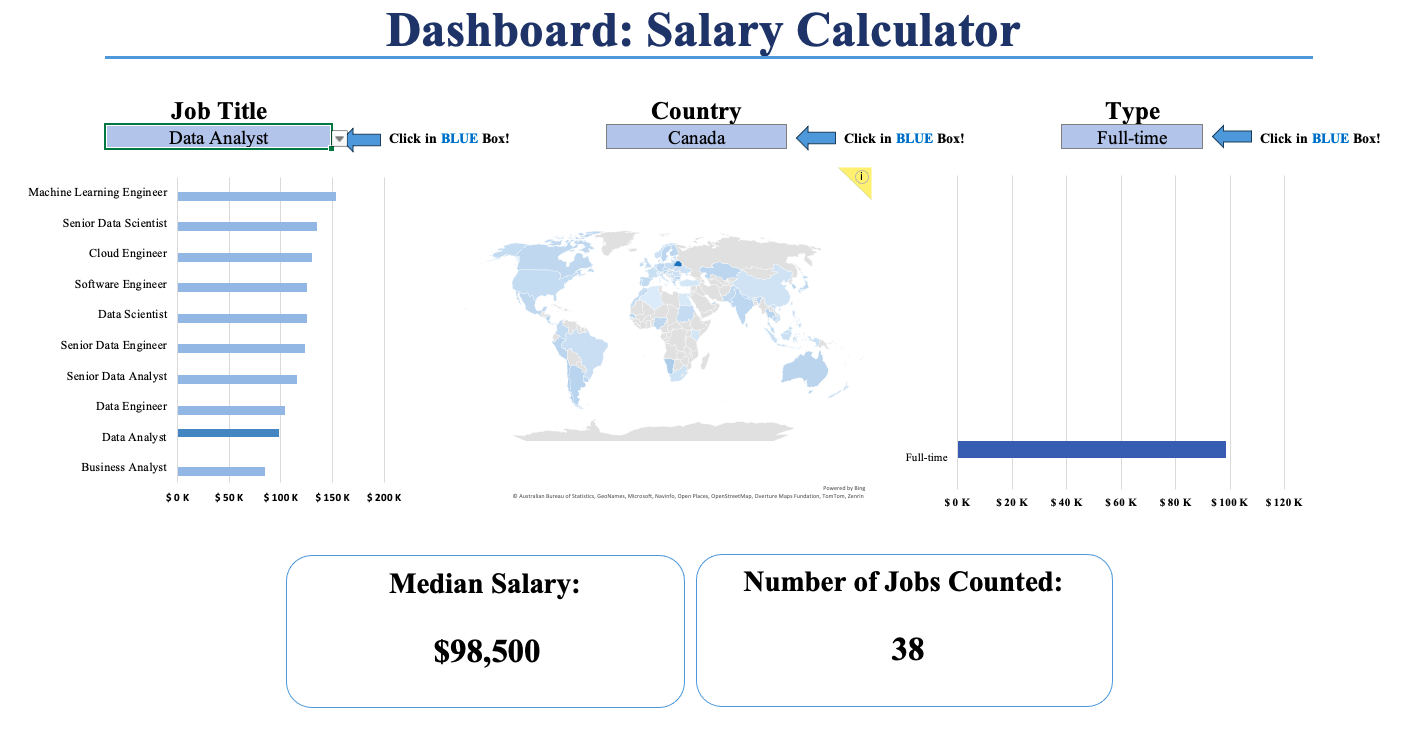 Dashboard: Salary Calculator
Job Title
Country
Type
Data Analyst
Click in BLUE Box!
Canada
Click in BLUE Box!
Full-time
Click in BLUE Box!
Machine Learning Engineer
Senior Data Scientist
Cloud Engineer
Software Engineer
Data Scientist
Senior Data Engineer
Senior Data Analyst
Data Engineer
Data Analyst
Business Analyst
$ 0 K $ 50 K $ 100 K $ 150 K $ 200 K
Powered by Bing
© Australian Bureau of Statistics, GeoNames, Microsoft, Navinfo, Open Places, OpenStreetMap, Overture Maps Fundation, TomTom, Zenrin
Full-time
$ 0 K $ 20 K $ 40 K $ 60 K $ 80 K $ 100 K $ 120 K
Median Salary:
$98,500
Number of Jobs Counted:
38